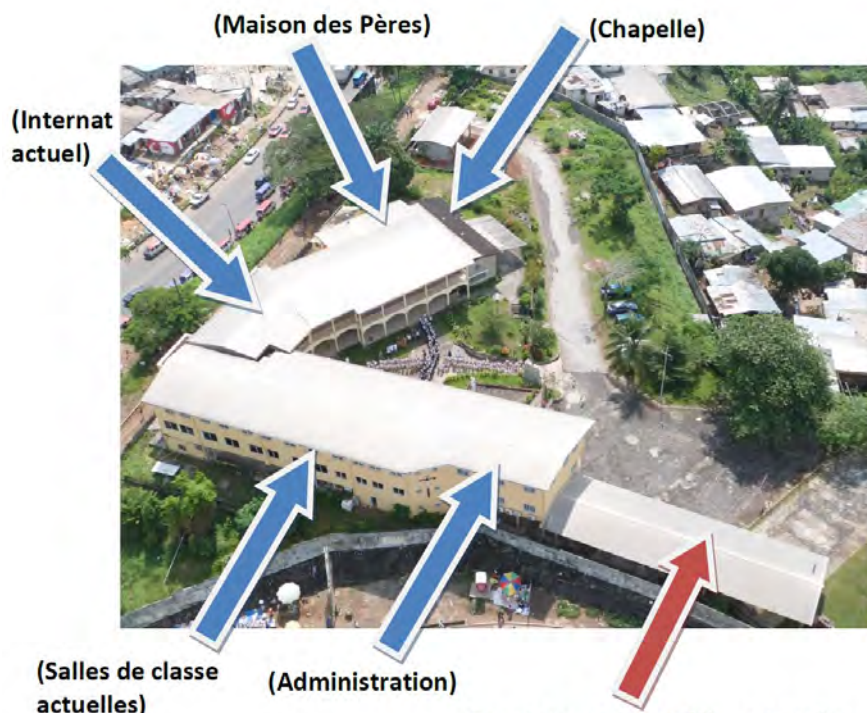 (Maison des Pères)
(Chapelle)
(Internat
actuel)
(Salles de classe
actuelles)
(Administration)